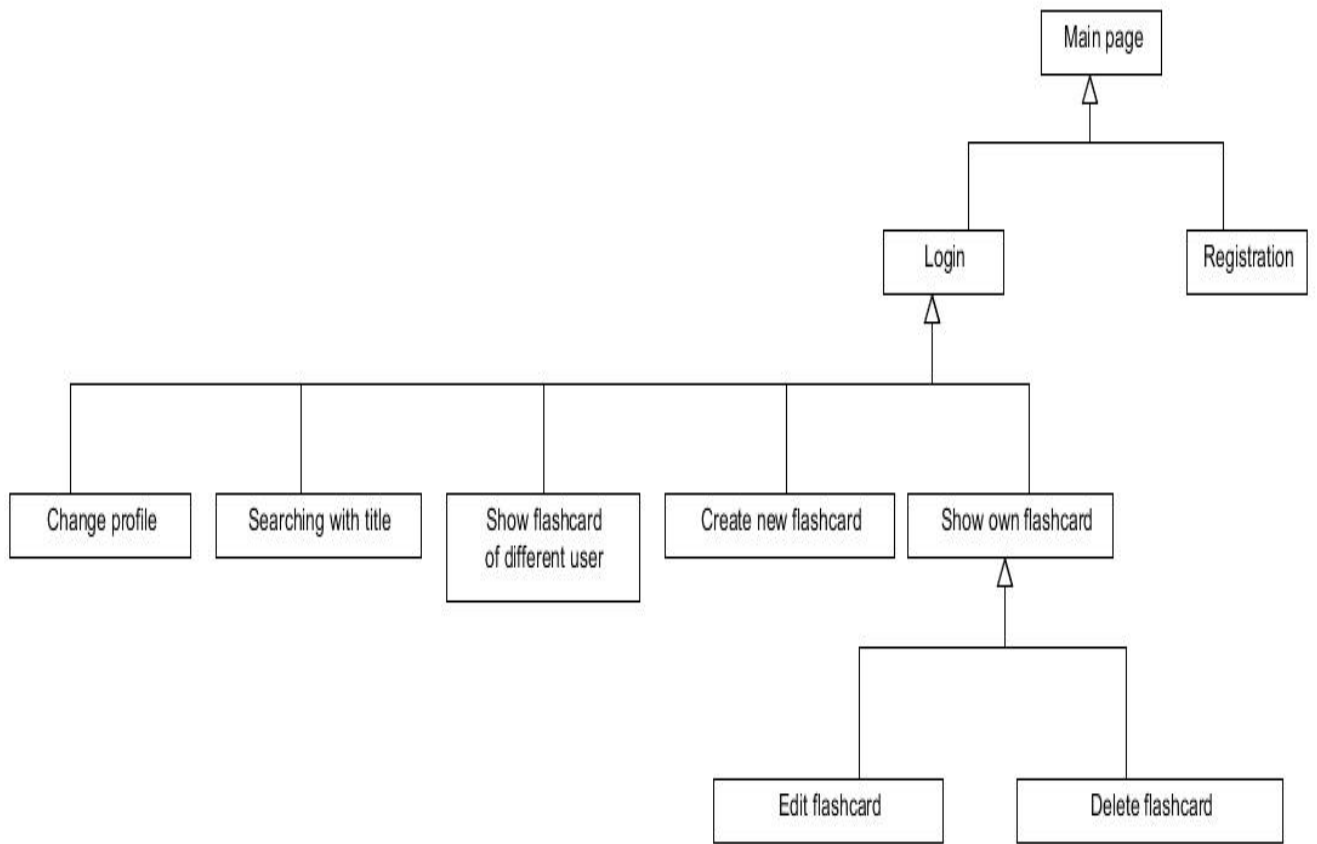 Main page
Login
Registration
Change profile
Searching with title
Show flashcard
of different user
Create new flashcard
Show own flashcard
Edit flashcard
Delete flashcard